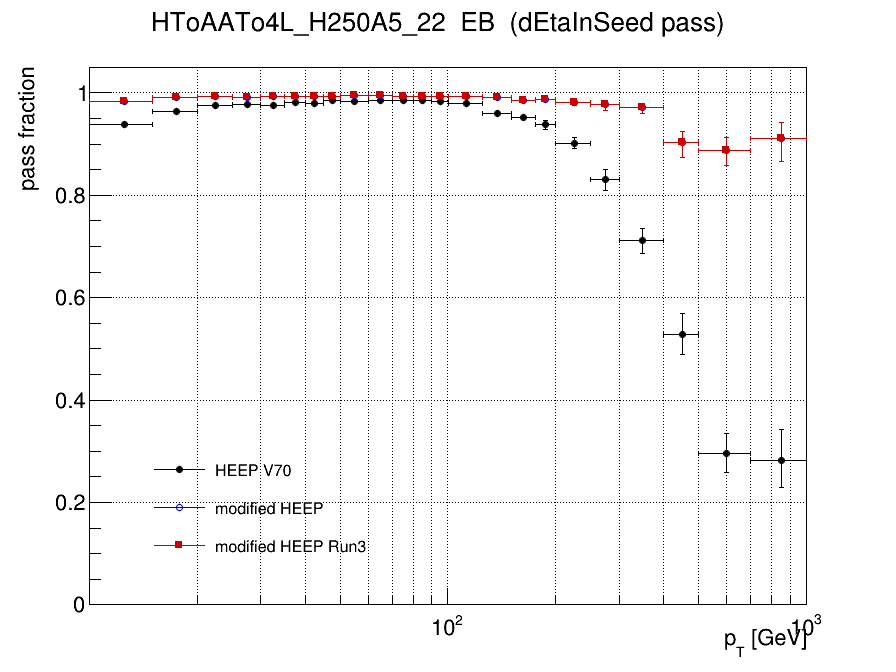 HToAATo4L_H250A5_22 EB (dEtaInSeed pass)
pass fraction
1
0.8
0.6
0.4
0.2
0
HEEP V70
modified HEEP
modified HEEP Run3
10²
10³
p_T [GeV]